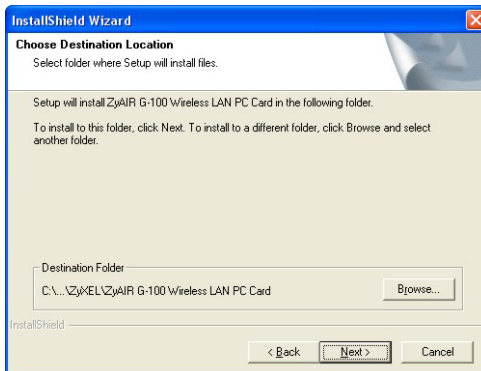 InstallShield Wizard
Choose Destination Location
Select folder where Setup will install files.
Setup will install ZyAIR G-100 Wireless LAN PC Card in the following folder.
To install to this folder, click Next. To install to a different folder, click Browse and select
another folder.
Destination Folder
C:\...\ZyXEL\ZyAIR G-100 Wireless LAN PC Card
Browse...
InstallShield
< Back
Next >
Cancel